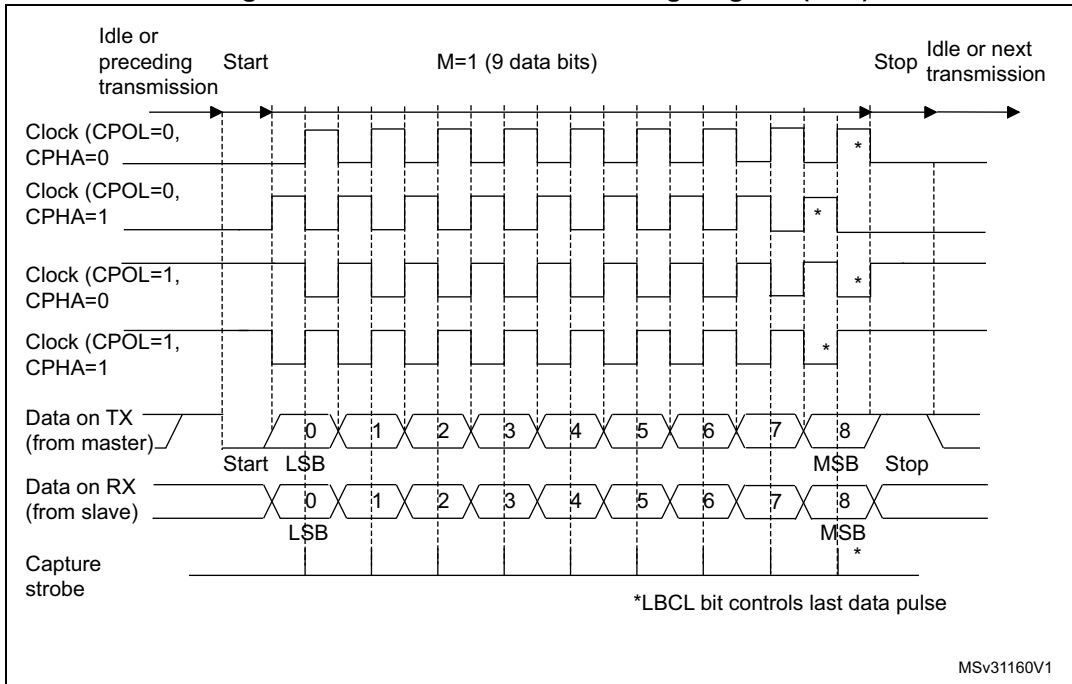 Idle or
preceding
transmission
Start
M=1 (9 data bits)
Stop
Idle or next
transmission
Clock (CPOL=0,
CPHA=0
*
Clock (CPOL=0,
CPHA=1
*
Clock (CPOL=1,
CPHA=0
*
Clock (CPOL=1,
CPHA=1
*
Data on TX
(from master)
0 1 2 3 4 5 6 7 8
Start LSB MSB Stop
Data on RX
(from slave)
0 1 2 3 4 5 6 7 8
LSB MSB
*
Capture
strobe
*LBCL bit controls last data pulse
MSv31160V1